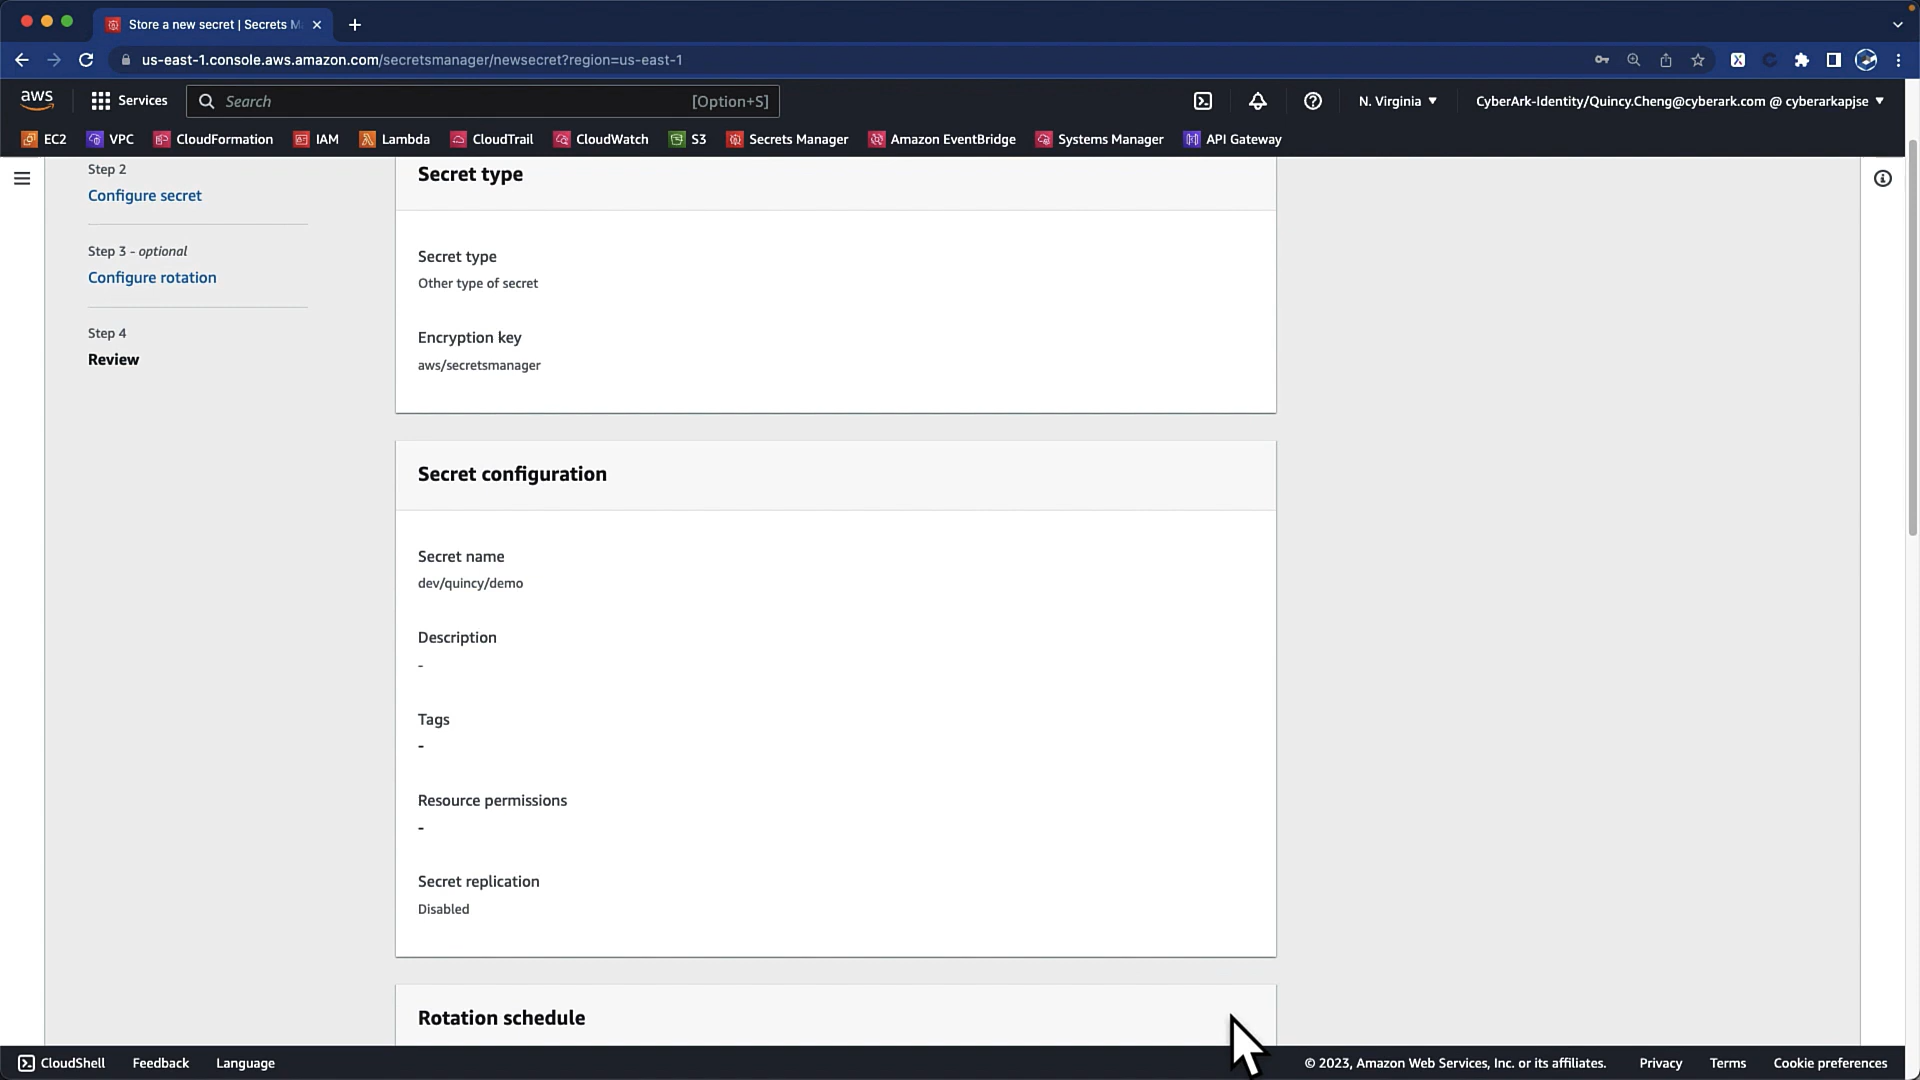 Store a new secret | Secrets M
us-east-1.console.aws.amazon.com/secretsmanager/newsecret?region=us-east-1
aws
Services
Search
[Option+S]
N. Virginia
CyberArk-Identity/Quincy.Cheng@cyberark.com @ cyberarkapjse
EC2
VPC
CloudFormation
IAM
Lambda
CloudTrail
CloudWatch
S3
Secrets Manager
Amazon EventBridge
Systems Manager
API Gateway
Step 2
Configure secret
Step 3 - optional
Configure rotation
Step 4
Review
Secret type
Secret type
Other type of secret
Encryption key
aws/secretsmanager
Secret configuration
Secret name
dev/quincy/demo
Description
-
Tags
-
Resource permissions
-
Secret replication
Disabled
Rotation schedule
CloudShell
Feedback
Language
© 2023, Amazon Web Services, Inc. or its affiliates.
Privacy
Terms
Cookie preferences